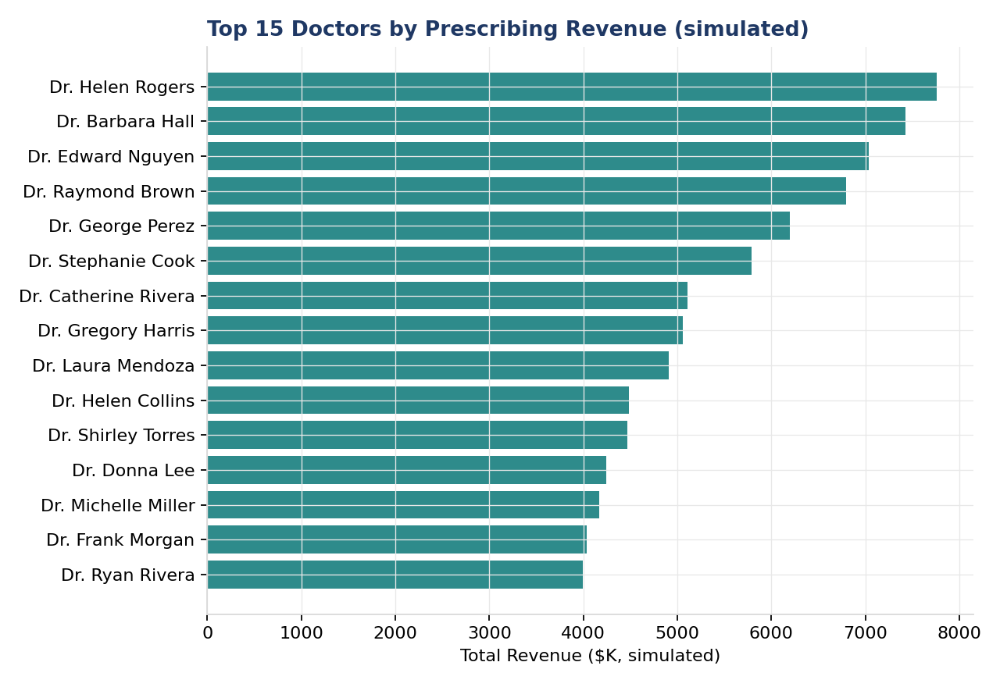 Top 15 Doctors by Prescribing Revenue (simulated)
Dr. Helen Rogers
Dr. Barbara Hall
Dr. Edward Nguyen
Dr. Raymond Brown
Dr. George Perez
Dr. Stephanie Cook
Dr. Catherine Rivera
Dr. Gregory Harris
Dr. Laura Mendoza
Dr. Helen Collins
Dr. Shirley Torres
Dr. Donna Lee
Dr. Michelle Miller
Dr. Frank Morgan
Dr. Ryan Rivera
0 1000 2000 3000 4000 5000 6000 7000 8000
Total Revenue ($K, simulated)